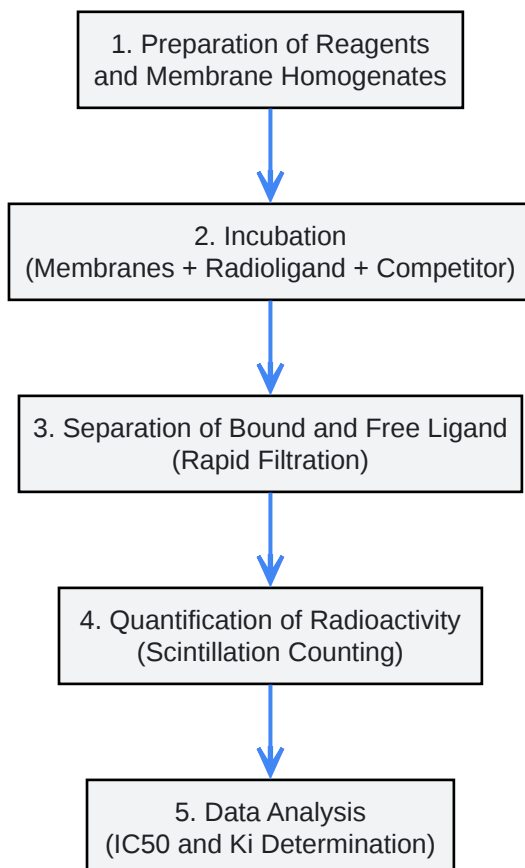 1. Preparation of Reagents
and Membrane Homogenates
2. Incubation
(Membranes + Radioligand + Competitor)
3. Separation of Bound and Free Ligand
(Rapid Filtration)
4. Quantification of Radioactivity
(Scintillation Counting)
5. Data Analysis
(IC50 and Ki Determination)